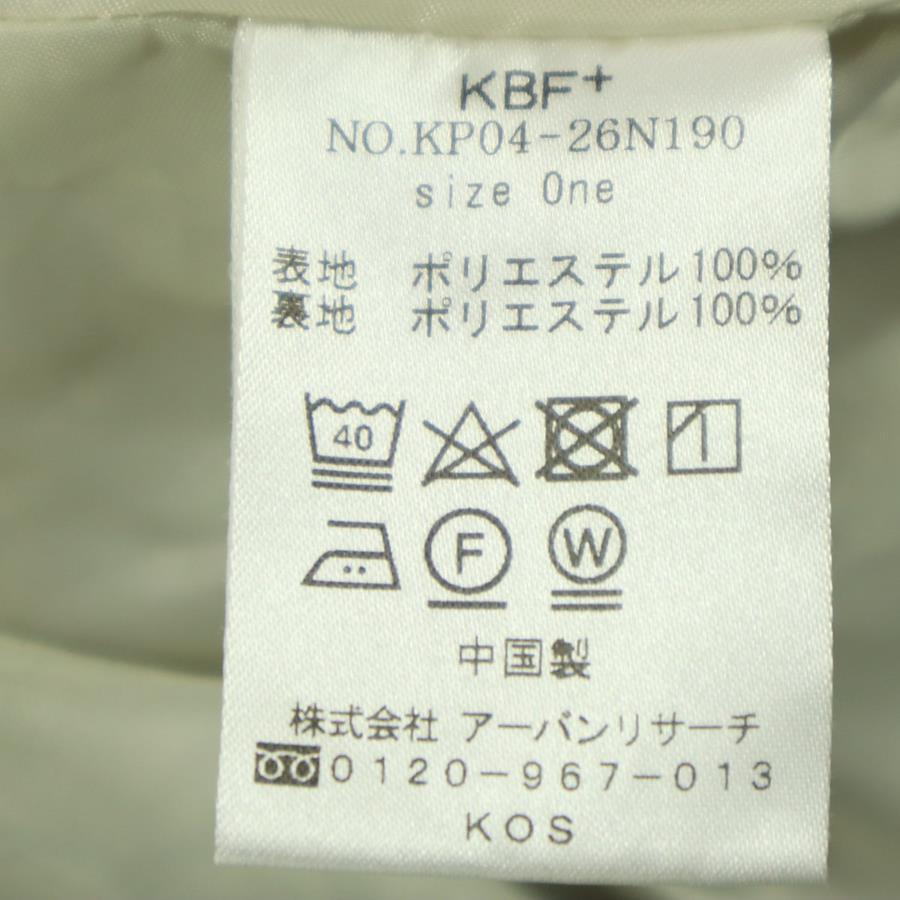 KBF+
NO.KP04-26N190
size One
表地 ポリエステル100%
裏地 ポリエステル100%
40
F
W
中国製
株式会社 アーバンリサーチ
0120-967-013
KOS